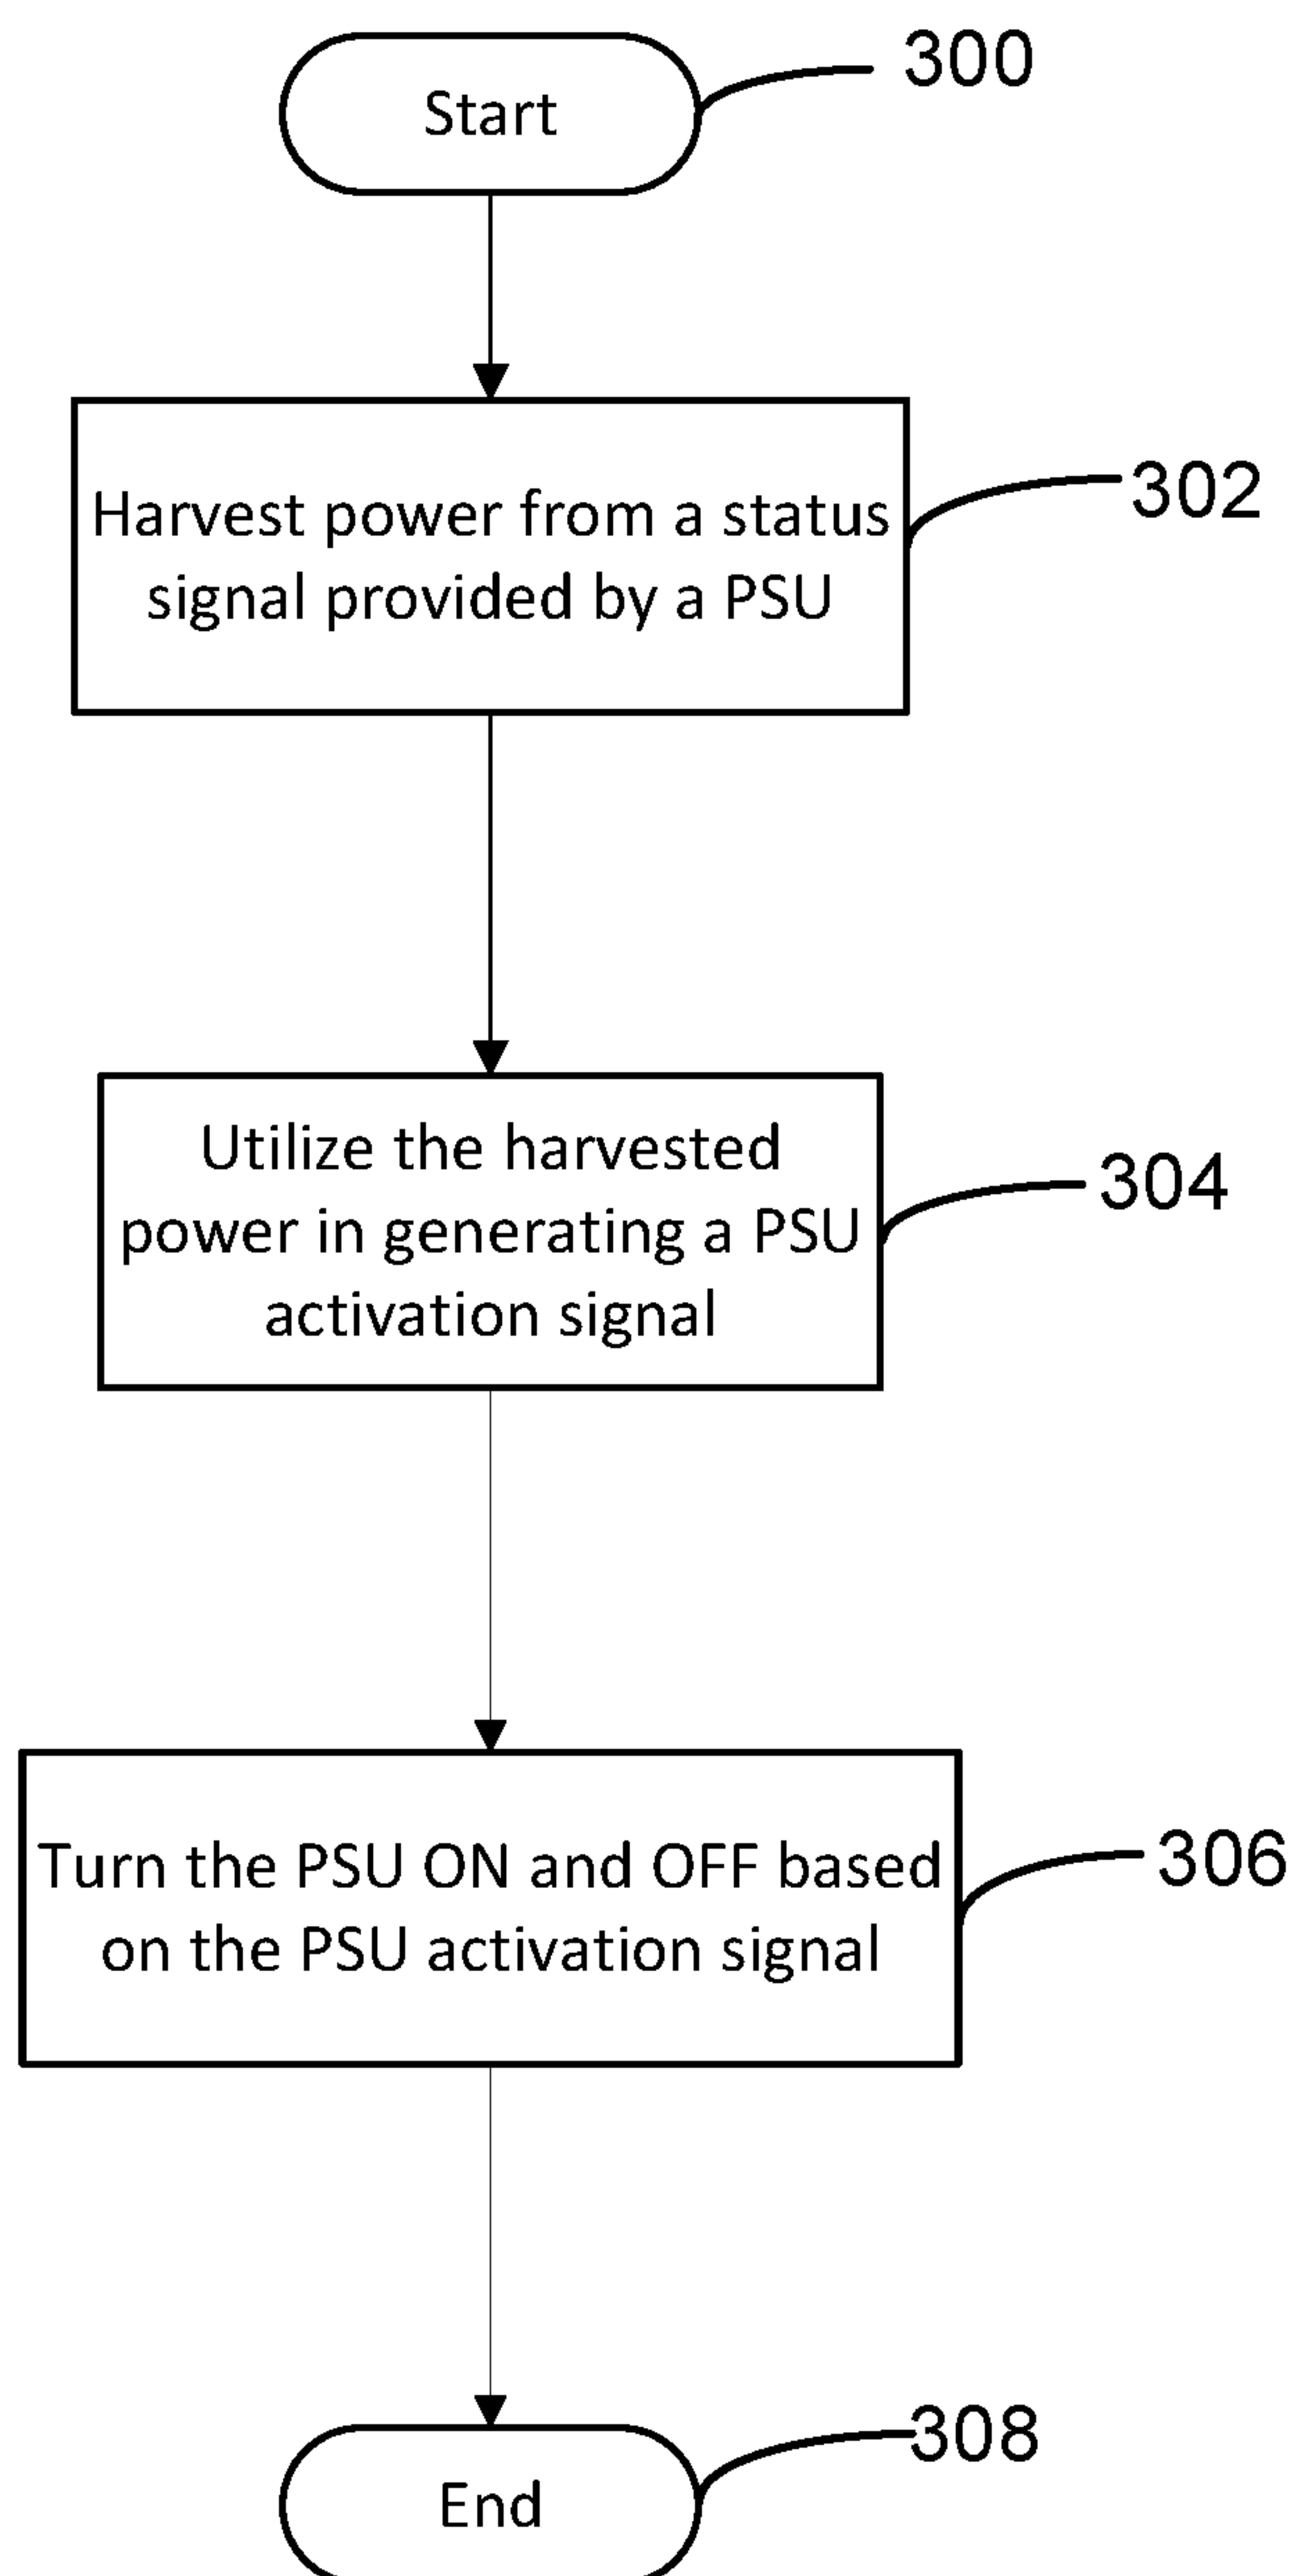 Start
300
Harvest power from a status
signal provided by a PSU
302
Utilize the harvested
power in generating a PSU
activation signal
304
Turn the PSU ON and OFF based
on the PSU activation signal
306
End
308